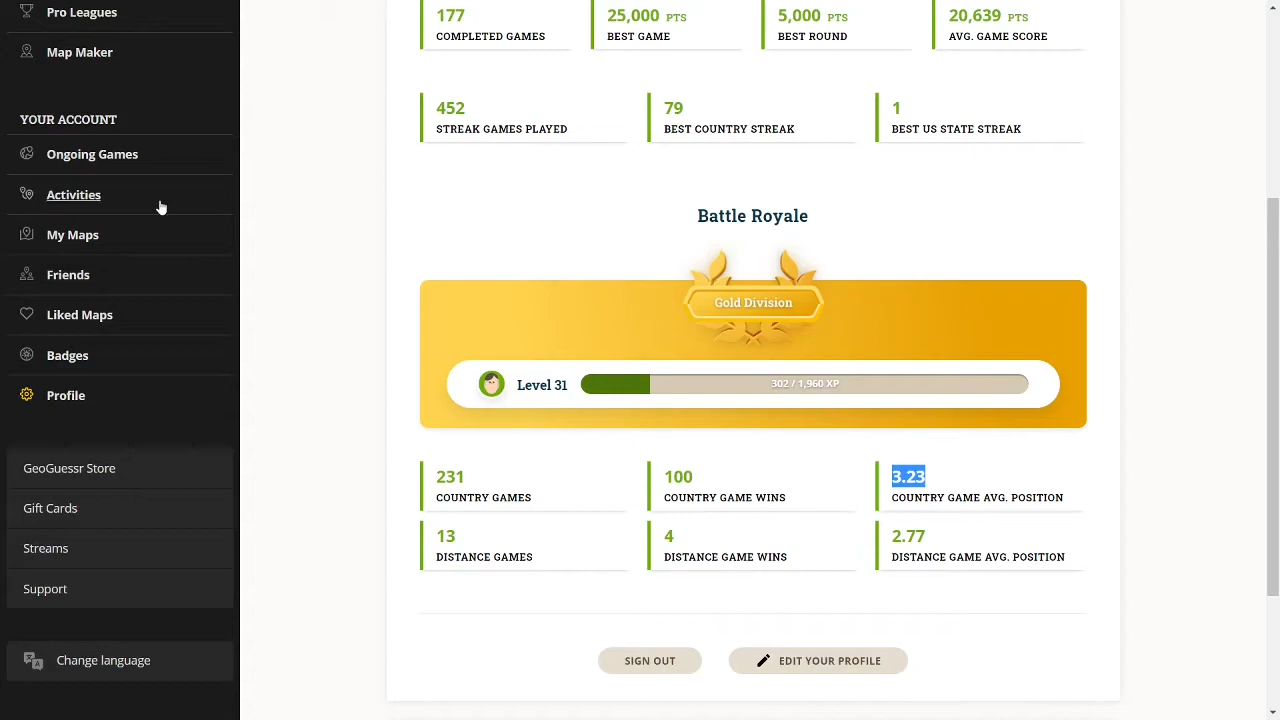 Pro Leagues
Map Maker
YOUR ACCOUNT
Ongoing Games
Activities
My Maps
Friends
Liked Maps
Badges
Profile
GeoGuessr Store
Gift Cards
Streams
Support
Change language
177
COMPLETED GAMES
25,000 PTS
BEST GAME
5,000 PTS
BEST ROUND
20,639 PTS
AVG. GAME SCORE
452
STREAK GAMES PLAYED
79
BEST COUNTRY STREAK
1
BEST US STATE STREAK
Battle Royale
Gold Division
Level 31
302 / 1,960 XP
231
COUNTRY GAMES
100
COUNTRY GAME WINS
3.23
COUNTRY GAME AVG. POSITION
13
DISTANCE GAMES
4
DISTANCE GAME WINS
2.77
DISTANCE GAME AVG. POSITION
SIGN OUT
EDIT YOUR PROFILE